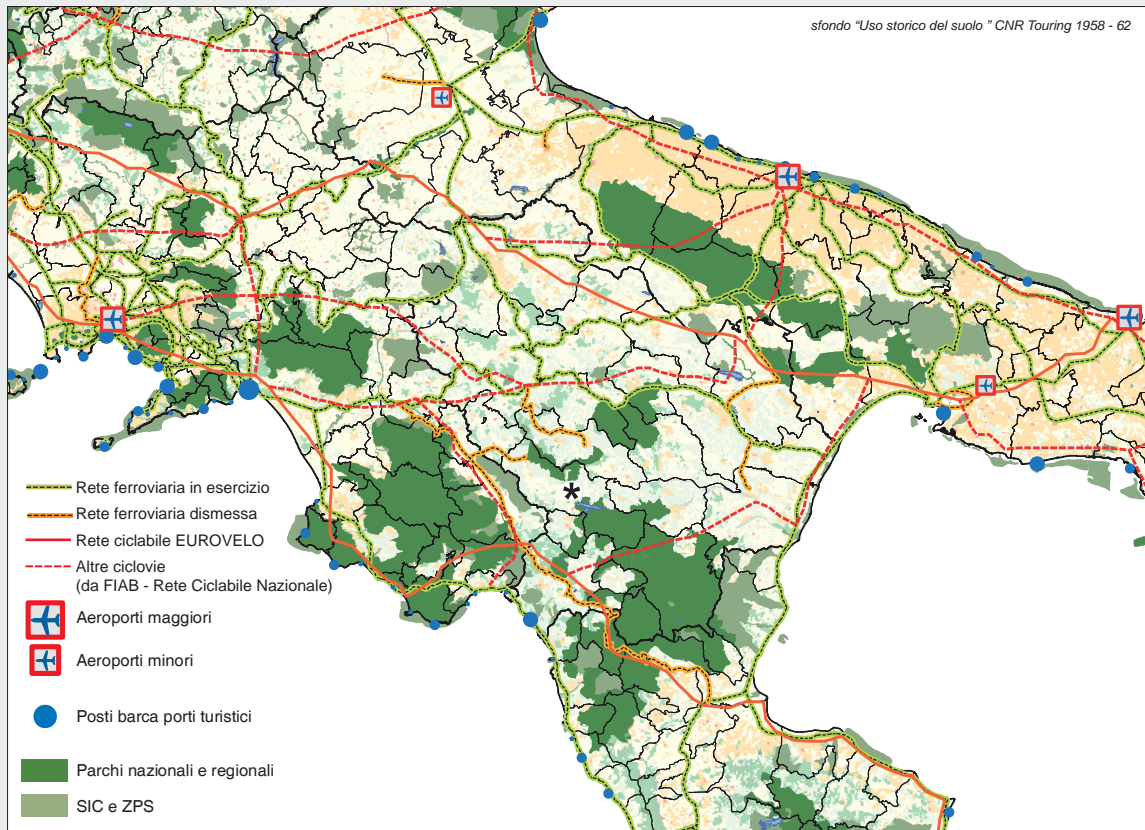 sfondo “Uso storico del suolo ” CNR Touring 1958 - 62
*
Rete ferroviaria in esercizio
Rete ferroviaria dismessa
Rete ciclabile EUROVELO
Altre ciclovie
(da FIAB - Rete Ciclabile Nazionale)
Aeroporti maggiori
Aeroporti minori
Posti barca porti turistici
Parchi nazionali e regionali
SIC e ZPS